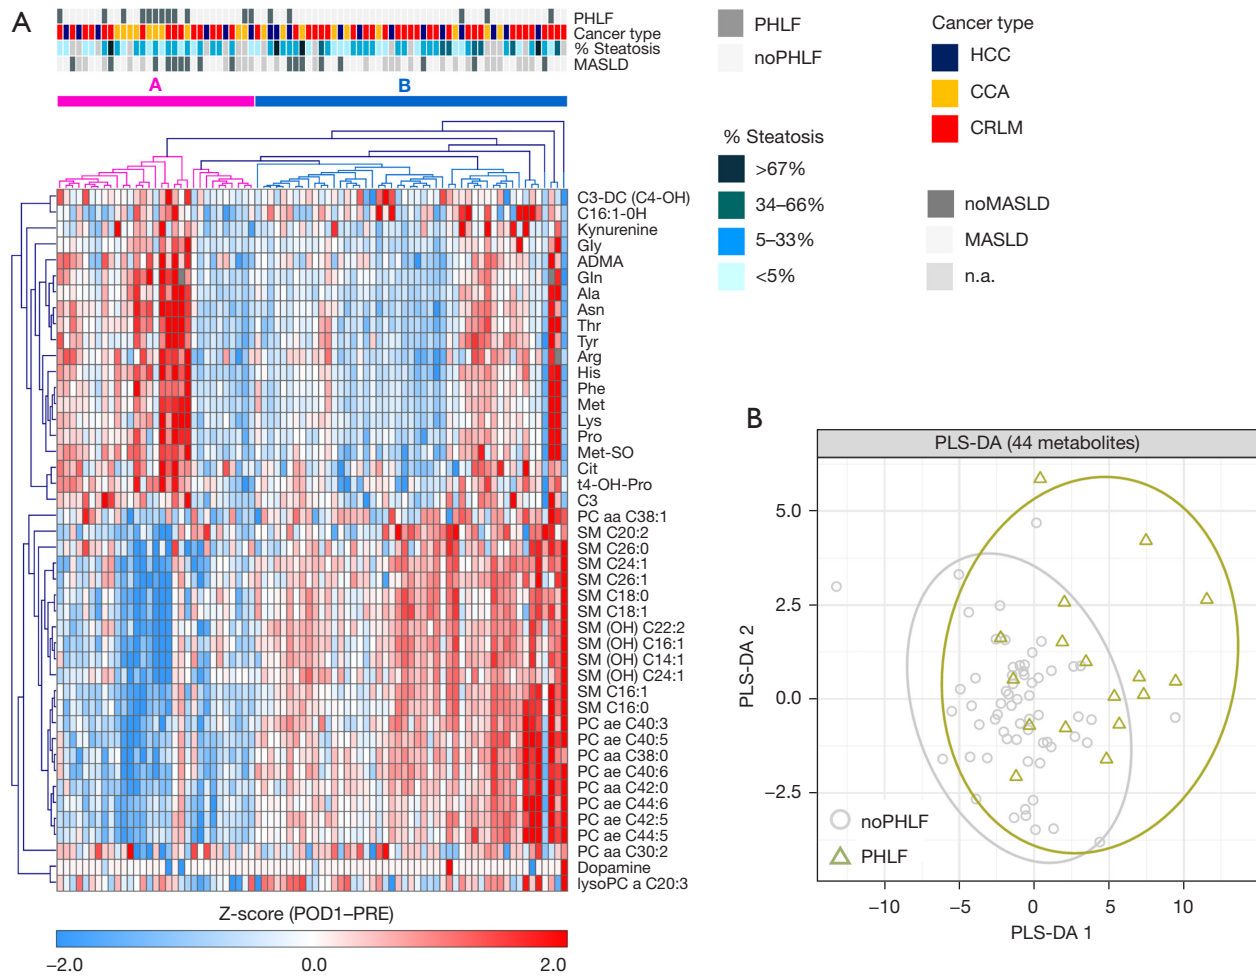 A
PHLF
Cancer type
% Steatosis
MASLD
A
B
C3-DC (C4-OH)
C16:1-0H
Kynurenine
Gly
ADMA
Gln
Ala
Asn
Thr
Tyr
Arg
His
Phe
Met
Lys
Pro
Met-SO
Cit
t4-OH-Pro
C3
PC aa C38:1
SM C20:2
SM C26:0
SM C24:1
SM C26:1
SM C18:0
SM C18:1
SM (OH) C22:2
SM (OH) C16:1
SM (OH) C14:1
SM (OH) C24:1
SM C16:1
SM C16:0
PC ae C40:3
PC ae C40:5
PC aa C38:0
PC ae C40:6
PC aa C42:0
PC ae C44:6
PC ae C42:5
PC ae C44:5
PC aa C30:2
Dopamine
lysoPC a C20:3
Z-score (POD1–PRE)
−2.0
0.0
2.0
PHLF
noPHLF
Cancer type
HCC
CCA
CRLM
% Steatosis
>67%
34–66%
5–33%
<5%
noMASLD
MASLD
n.a.
B
PLS-DA (44 metabolites)
PLS-DA 2
5.0
2.5
0.0
−2.5
noPHLF
PHLF
−10
−5
0
5
10
PLS-DA 1